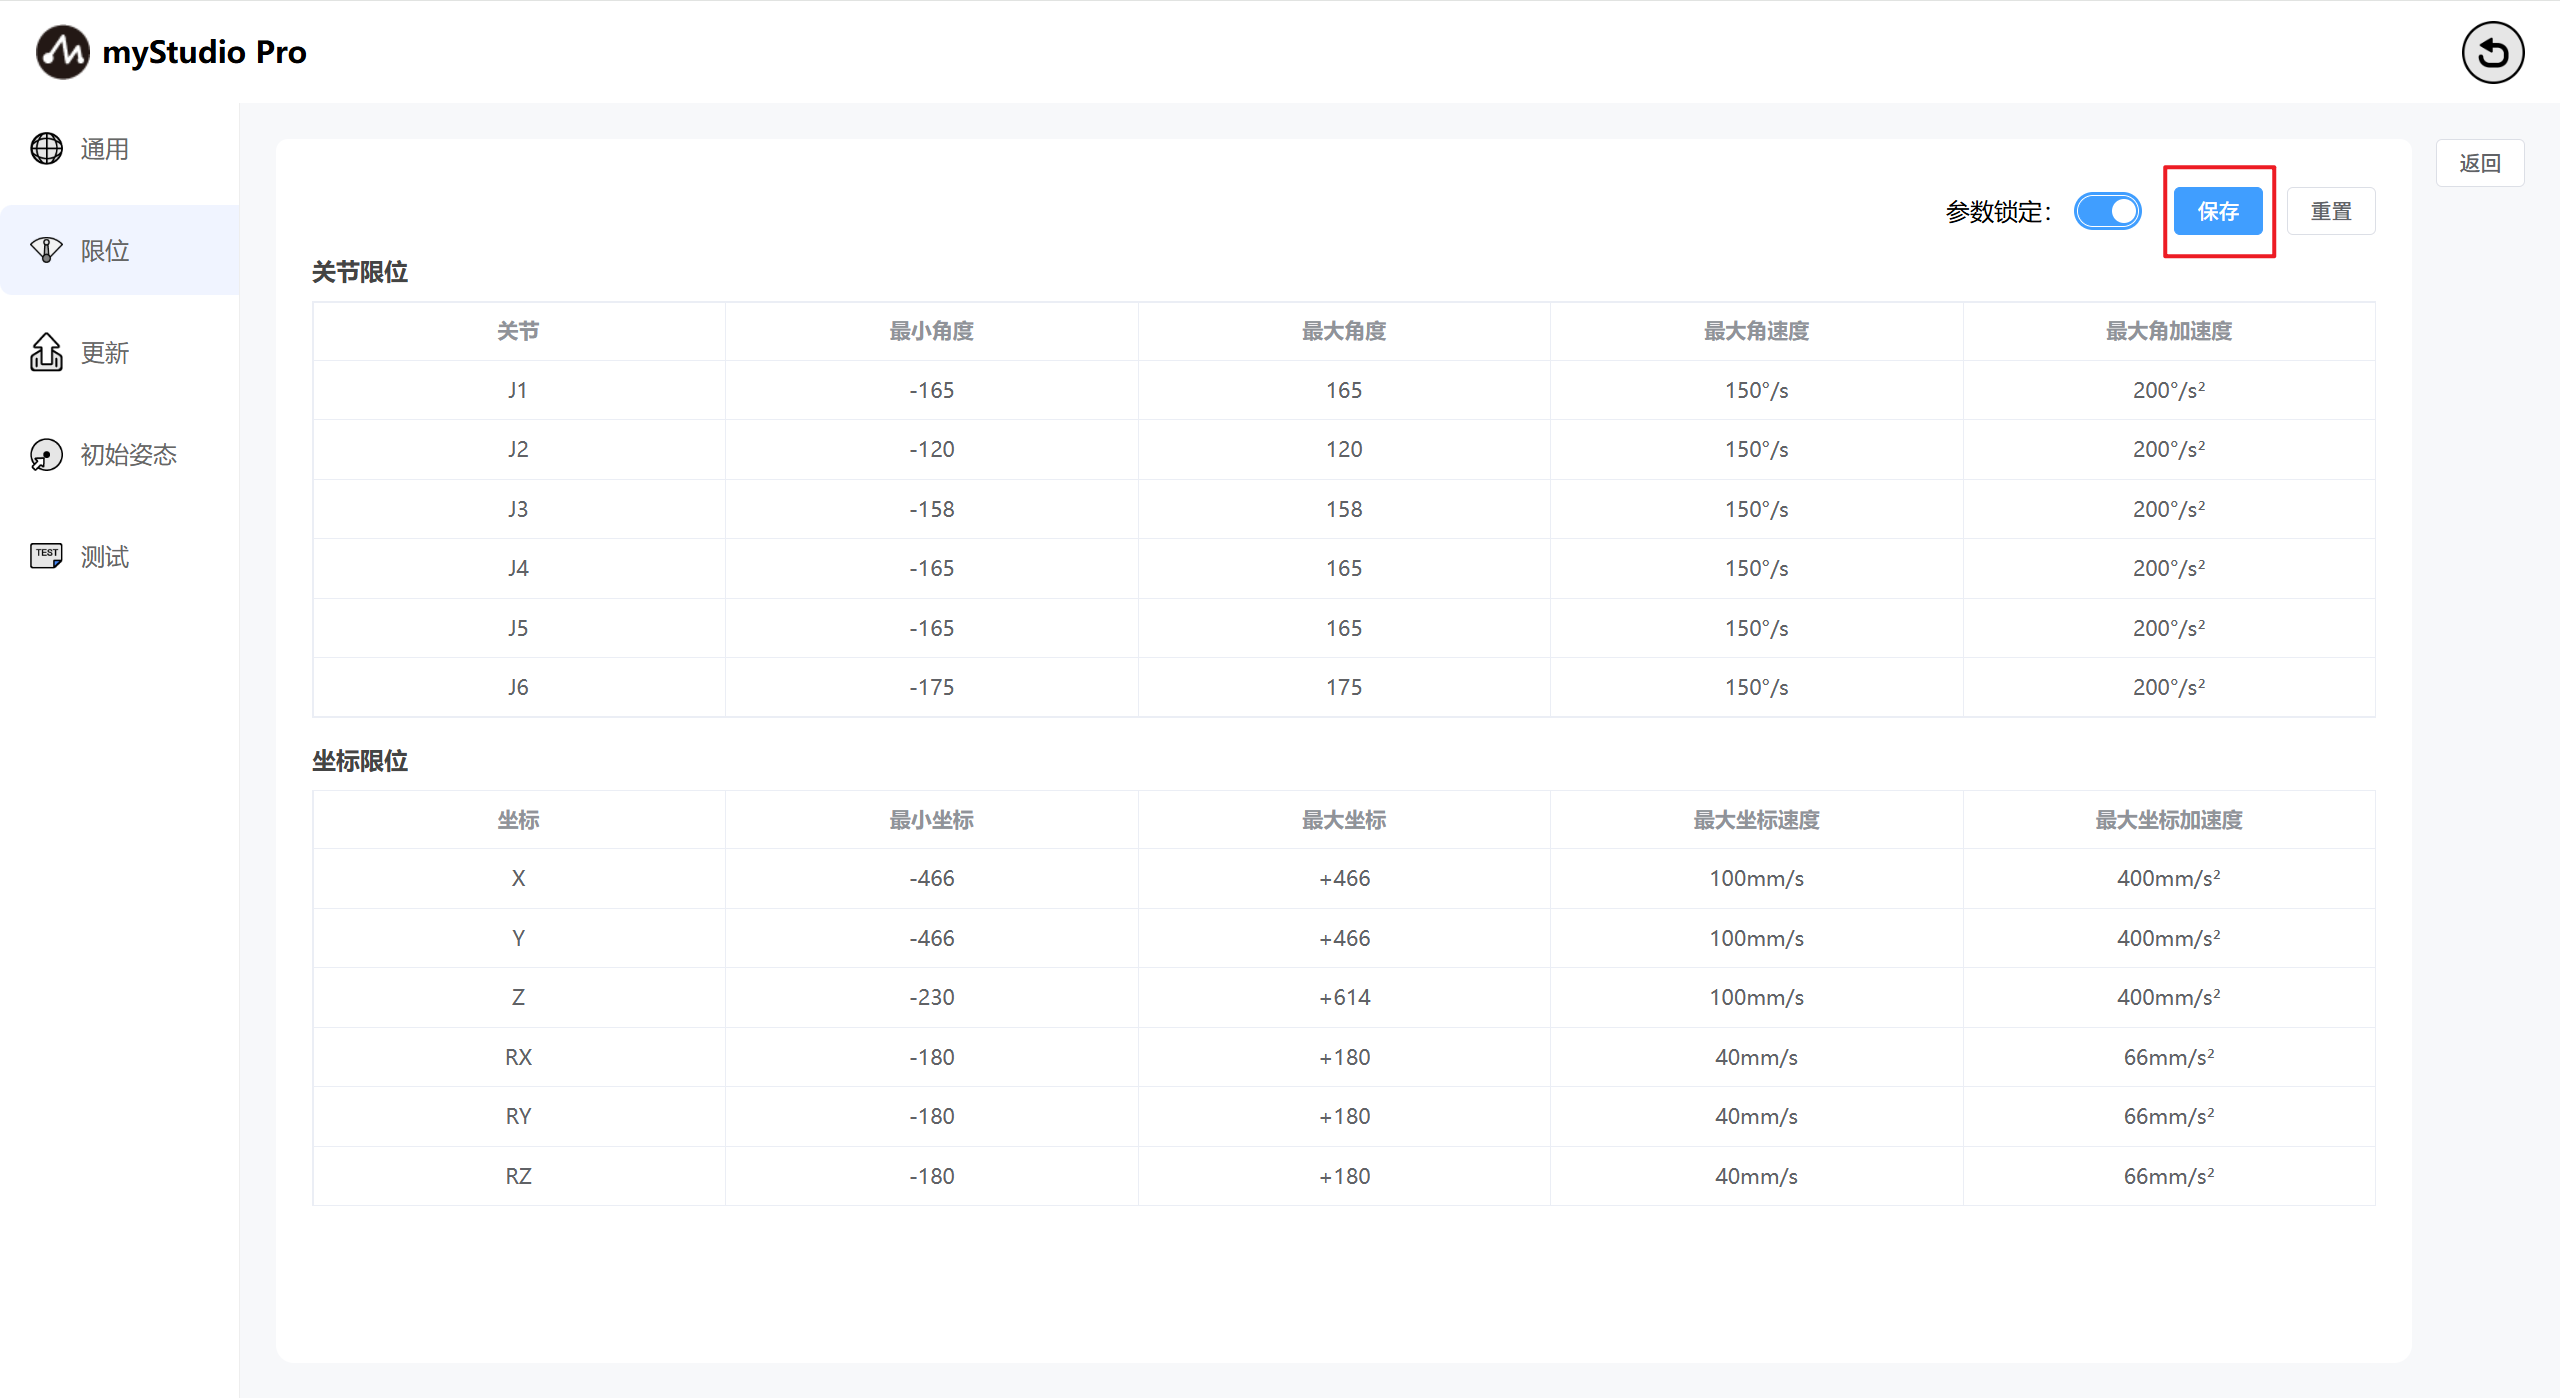 myStudio Pro
通用
限位
更新
初始姿态
TEST 测试
返回
参数锁定： 保存 重置
关节限位
关节 最小角度 最大角度 最大角速度 最大角加速度
J1 -165 165 150°/s 200°/s²
J2 -120 120 150°/s 200°/s²
J3 -158 158 150°/s 200°/s²
J4 -165 165 150°/s 200°/s²
J5 -165 165 150°/s 200°/s²
J6 -175 175 150°/s 200°/s²
坐标限位
坐标 最小坐标 最大坐标 最大坐标速度 最大坐标加速度
X -466 +466 100mm/s 400mm/s²
Y -466 +466 100mm/s 400mm/s²
Z -230 +614 100mm/s 400mm/s²
RX -180 +180 40mm/s 66mm/s²
RY -180 +180 40mm/s 66mm/s²
RZ -180 +180 40mm/s 66mm/s²